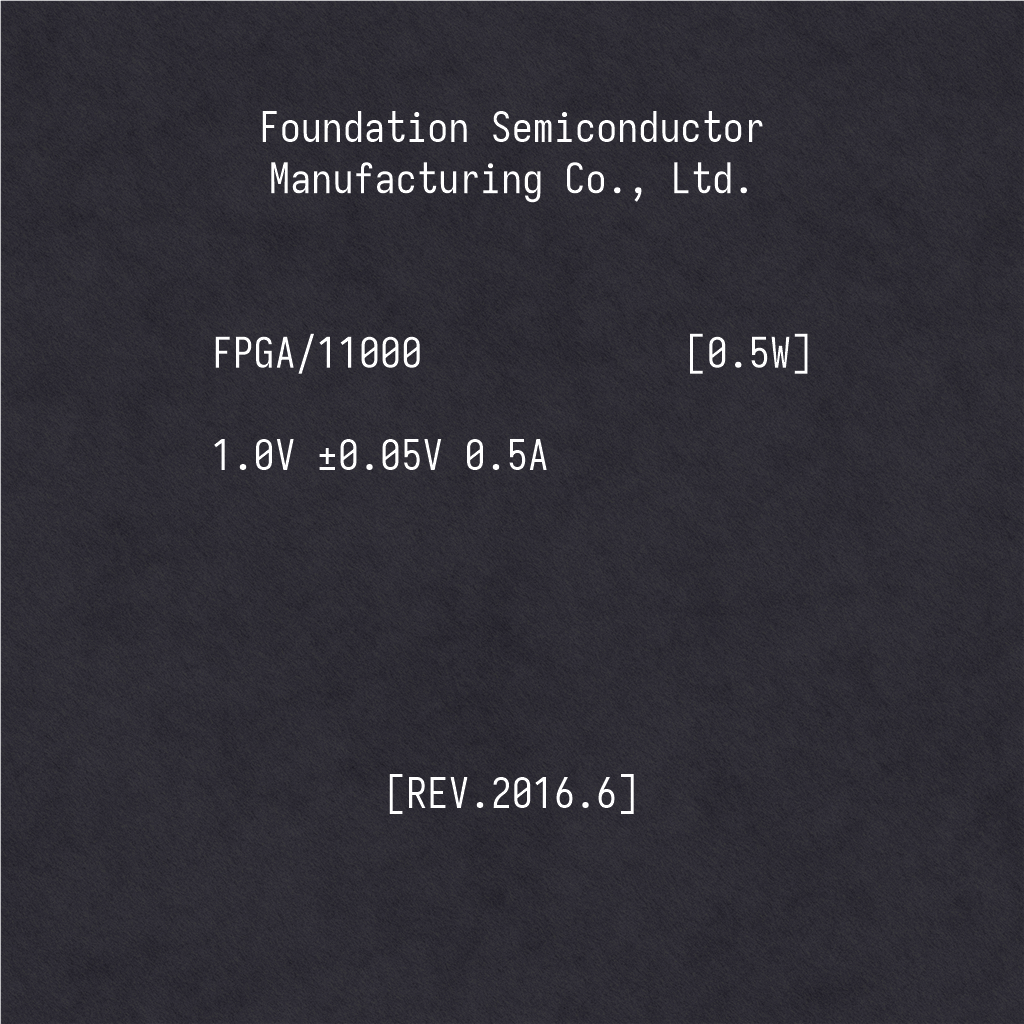 Foundation Semiconductor
Manufacturing Co., Ltd.
FPGA/11000 [0.5W]
1.0V ±0.05V 0.5A
[REV.2016.6]